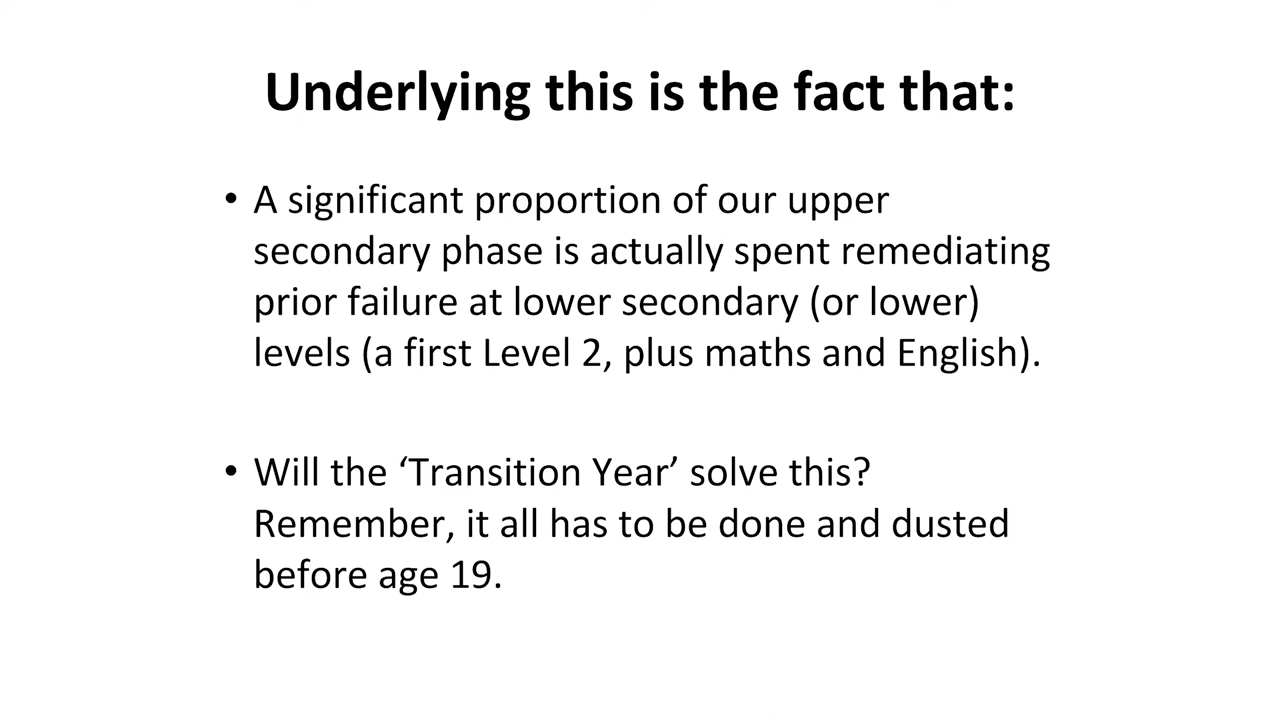 Underlying this is the fact that:
• A significant proportion of our upper
secondary phase is actually spent remediating
prior failure at lower secondary (or lower)
levels (a first Level 2, plus maths and English).
• Will the ‘Transition Year’ solve this?
Remember, it all has to be done and dusted
before age 19.